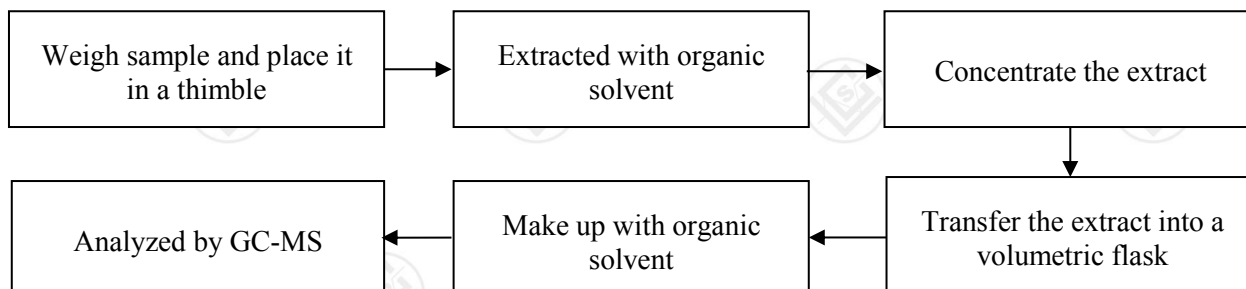 Weigh sample and place it
in a thimble
Extracted with organic
solvent
Concentrate the extract
Transfer the extract into a
volumetric flask
Make up with organic
solvent
Analyzed by GC-MS